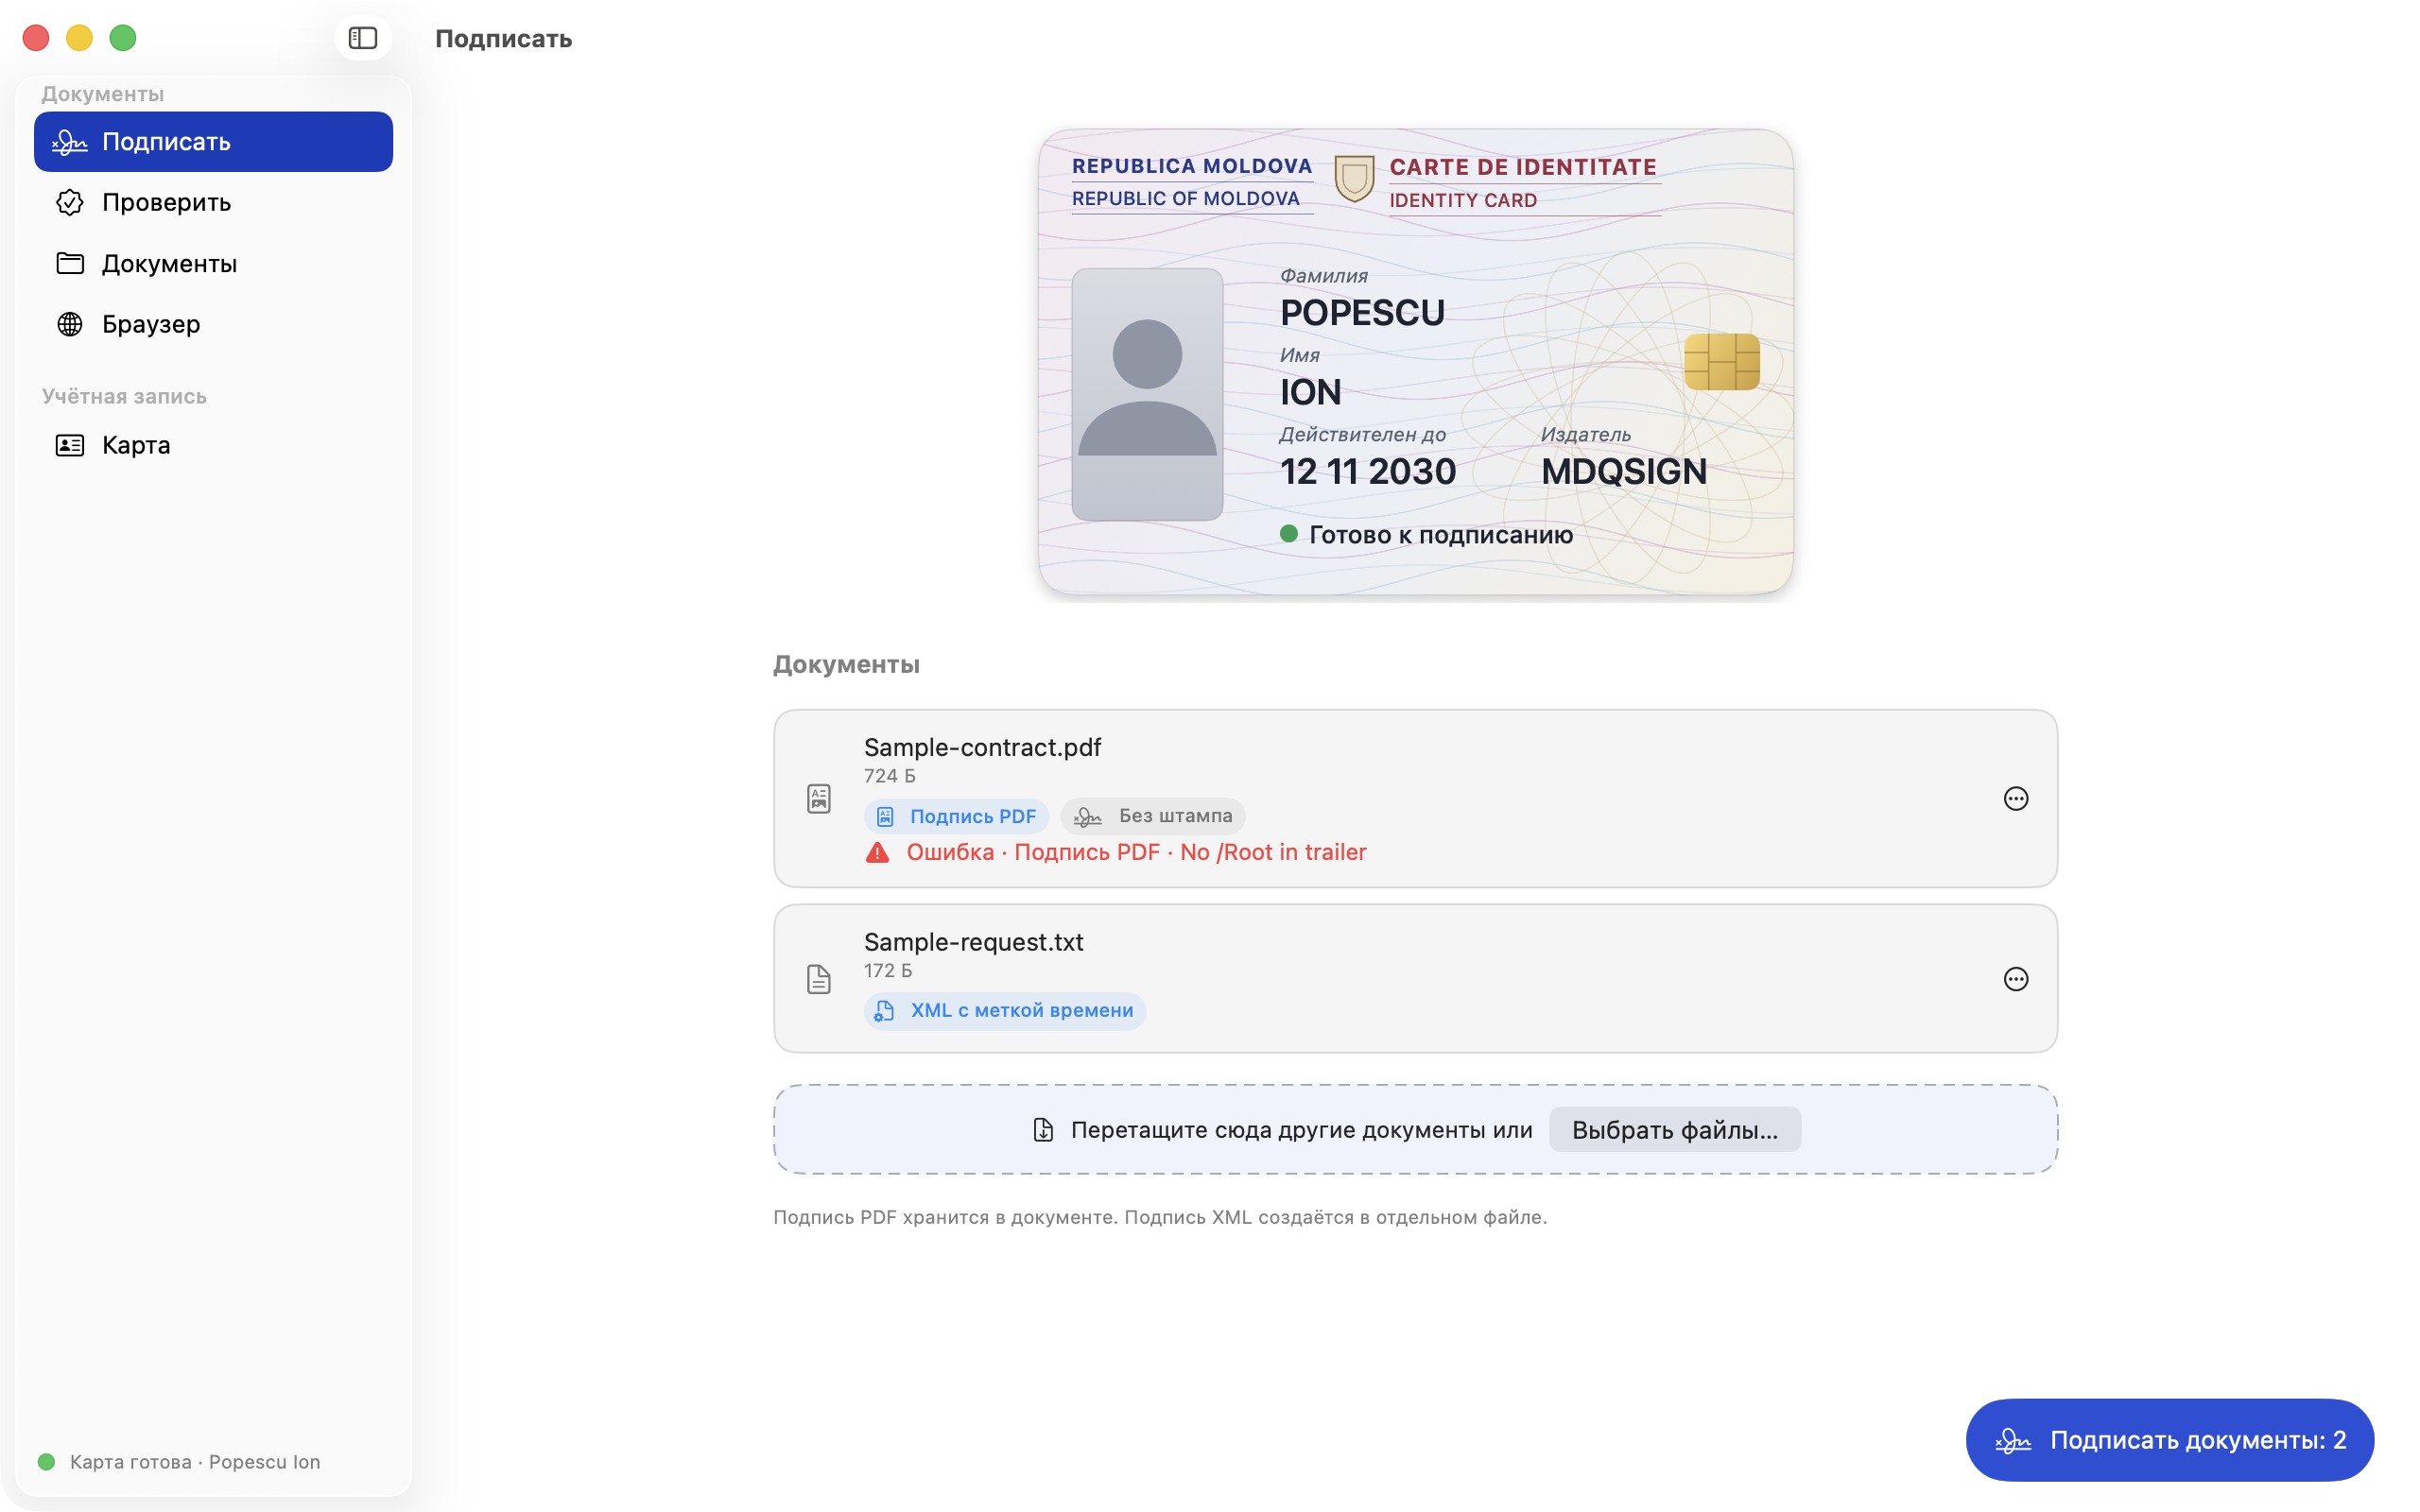 Подписать
Документы
Подписать
Проверить
Документы
Браузер
Учётная запись
Карта
Карта готова · Popescu Ion
REPUBLICA MOLDOVA
REPUBLIC OF MOLDOVA
CARTE DE IDENTITATE
IDENTITY CARD
Фамилия
POPESCU
Имя
ION
Действителен до
12 11 2030
Издатель
MDQSIGN
Готово к подписанию
Документы
Sample-contract.pdf
724 Б
Подпись PDF
Без штампа
Ошибка · Подпись PDF · No /Root in trailer
Sample-request.txt
172 Б
XML с меткой времени
Перетащите сюда другие документы или
Выбрать файлы...
Подпись PDF хранится в документе. Подпись XML создаётся в отдельном файле.
Подписать документы: 2